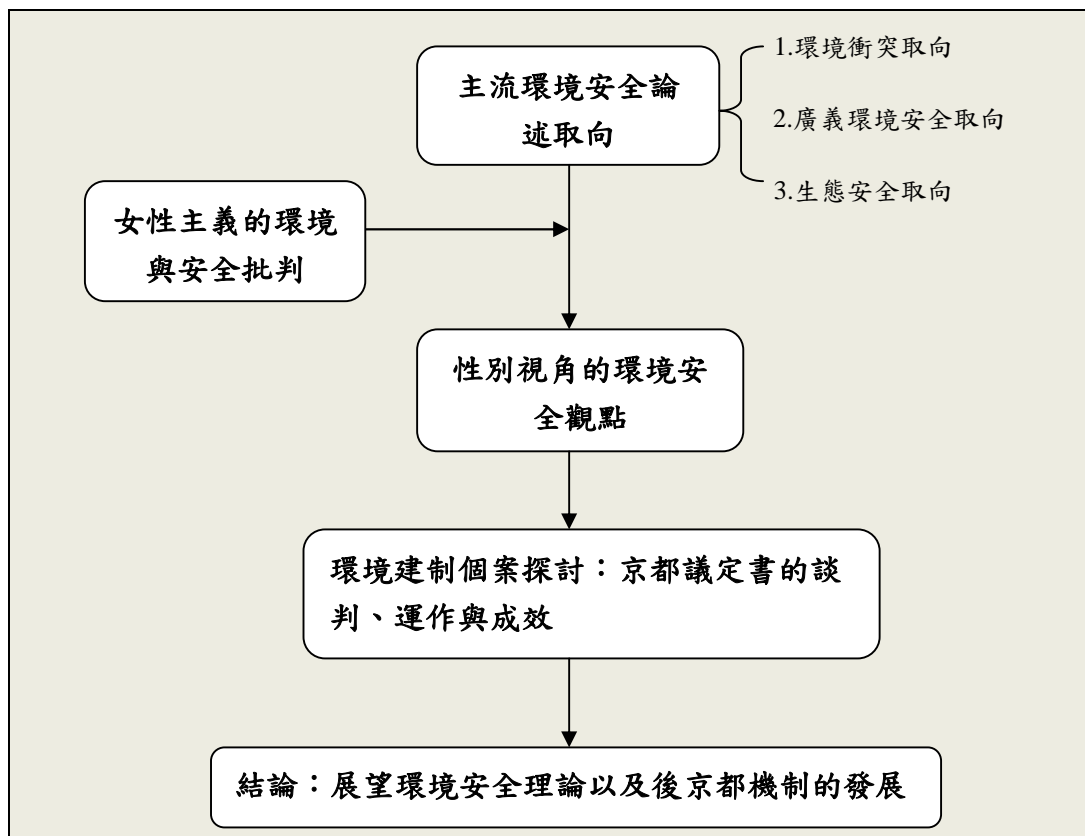 主流環境安全論
述取向
1.環境衝突取向
2.廣義環境安全取向
3.生態安全取向
女性主義的環境
與安全批判
性別視角的環境安
全觀點
環境建制個案探討：京都議定書的談
判、運作與成效
結論：展望環境安全理論以及後京都機制的發展